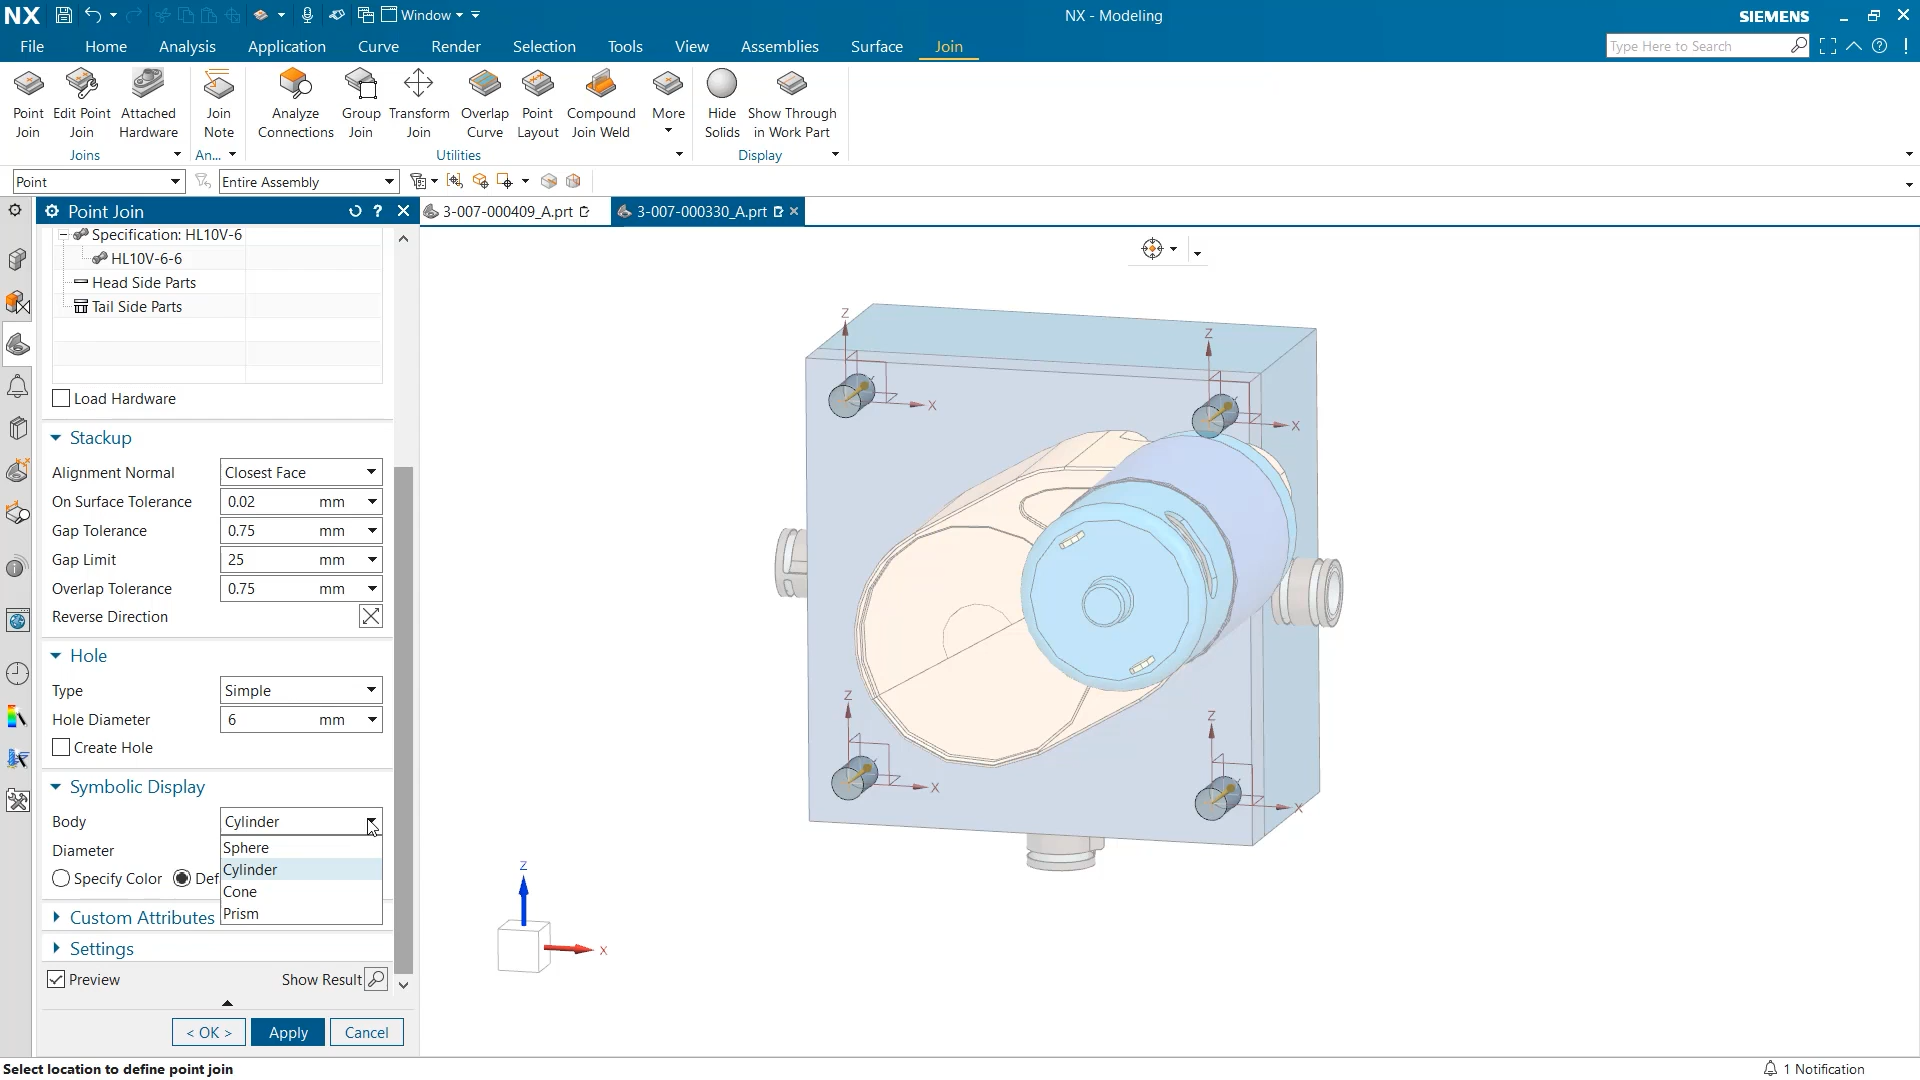 NX Window NX - Modeling SIEMENS
File Home Analysis Application Curve Render Selection Tools View Assemblies Surface Join Type Here to Search
Point Join
Edit Point Join
Attached Hardware
Join Note
Analyze Connections
Group Join
Transform Join
Overlap Curve
Point Layout
Compound Join Weld
More
Hide Solids
Show Through in Work Part
Joins An... Utilities Display
Point Entire Assembly
Point Join 3-007-000409_A.prt 3-007-000330_A.prt
Specification: HL10V-6
HL10V-6-6
Head Side Parts
Tail Side Parts
Load Hardware
Stackup
Alignment Normal Closest Face
On Surface Tolerance 0.02 mm
Gap Tolerance 0.75 mm
Gap Limit 25 mm
Overlap Tolerance 0.75 mm
Reverse Direction
Hole
Type Simple
Hole Diameter 6 mm
Create Hole
Symbolic Display
Body Cylinder
Sphere
Diameter
Cylinder
Specify Color Def
Cone
Prism
Custom Attributes
Settings
Preview Show Result
< OK > Apply Cancel
Z
X
Z
X
Z
X
Z
X
Z
X
Select location to define point join 1 Notification